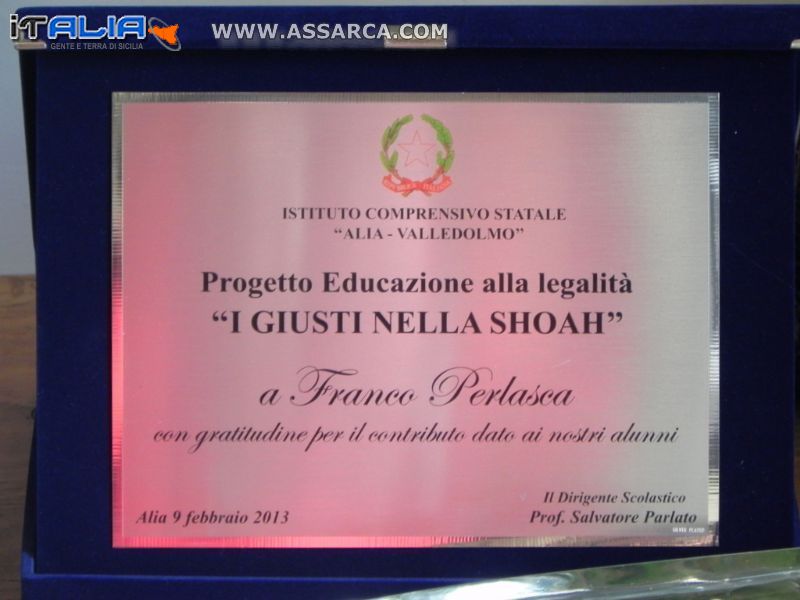 iTALIA
GENTE E TERRA DI SICILIA
WWW.ASSARCA.COM
ISTITUTO COMPRENSIVO STATALE
“ALIA - VALLEDOLMO”
Progetto Educazione alla legalità
“I GIUSTI NELLA SHOAH”
a Franco Perlasca
con gratitudine per il contributo dato ai nostri alunni
Il Dirigente Scolastico
Alia 9 febbraio 2013
Prof. Salvatore Parlato
SILVER PLATED